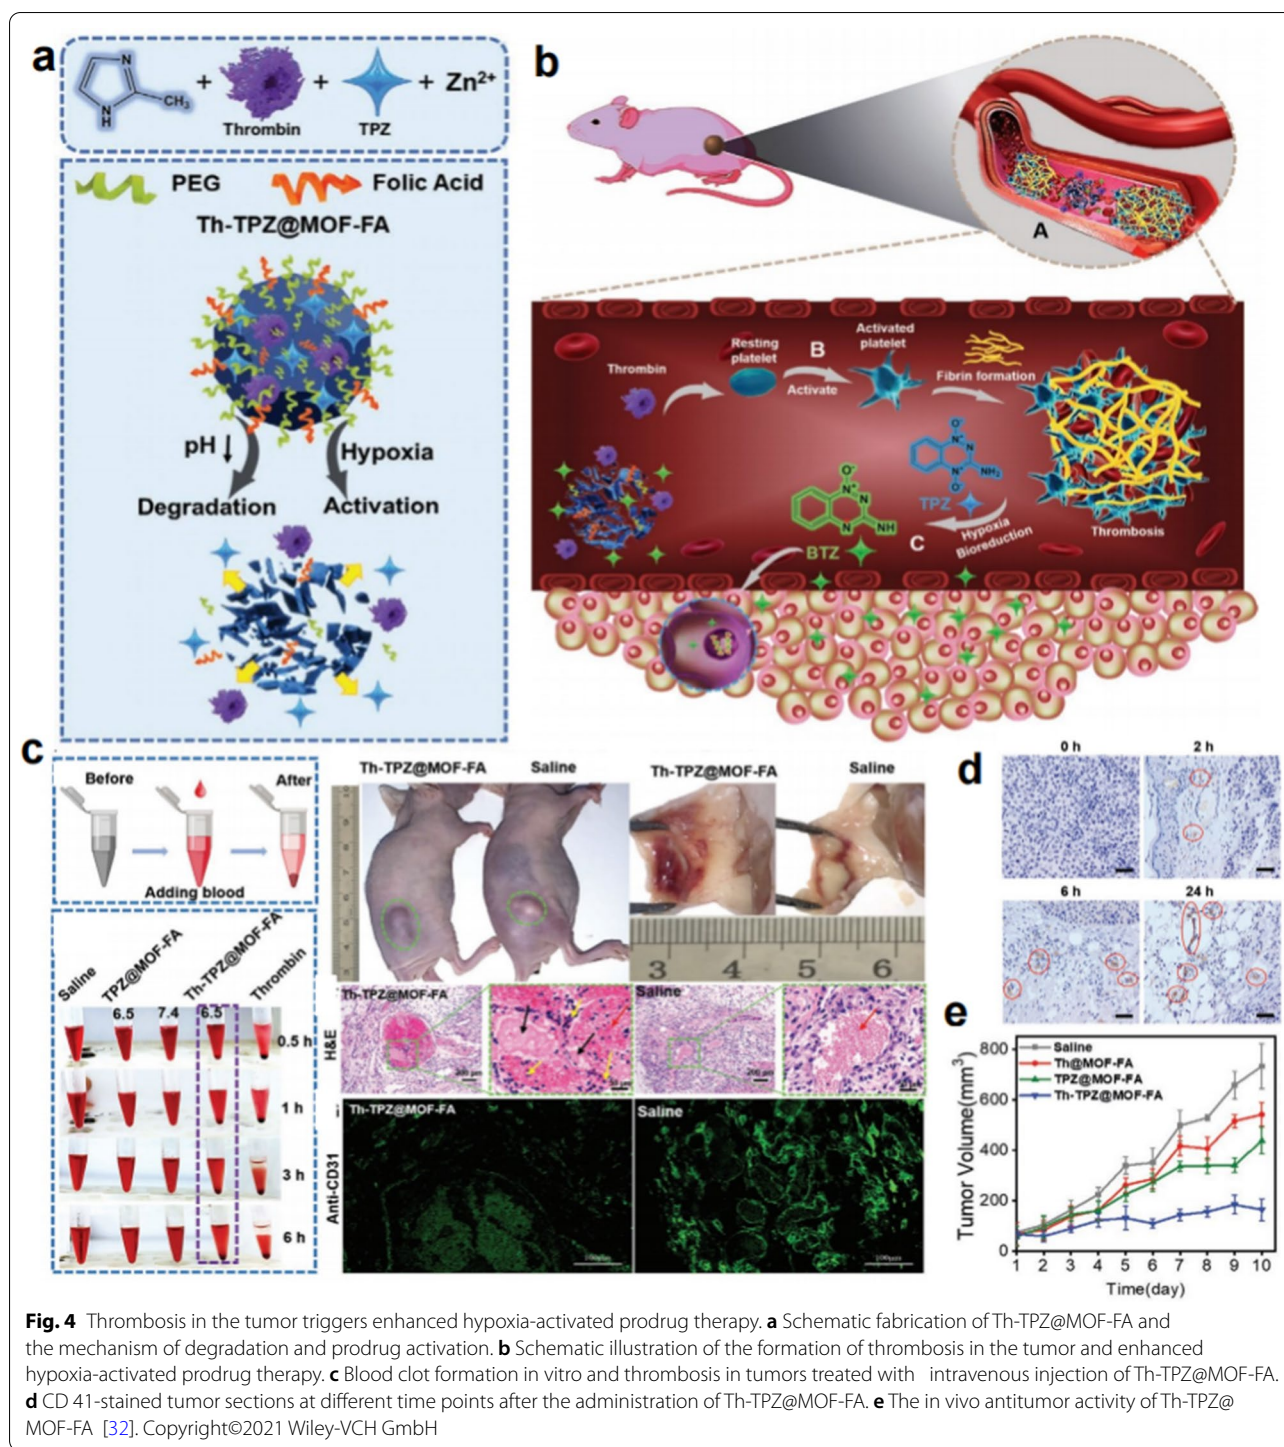 a
N
N
H
CH₃
+
Thrombin
+
TPZ
+ Zn²⁺
PEG
Folic Acid
Th-TPZ@MOF-FA
pH ↓
Hypoxia
Degradation
Activation
b
A
Thrombin
Resting
platelet
B
Activate
Activated
platelet
Fibrin formation
Thrombosis
O⁻
N⁺
N
N⁺
NH₂
O⁻
TPZ
Hypoxia
Bioreduction
C
O⁻
N⁺
N
N
NH
BTZ
c
Before
After
Adding blood
Saline
TPZ@MOF-FA
Th-TPZ@MOF-FA
Thrombin
6.5
7.4
6.5
0.5 h
1 h
3 h
6 h
Th-TPZ@MOF-FA
Saline
Th-TPZ@MOF-FA
Saline
3 4 5 6
H&E
Th-TPZ@MOF-FA
200 μm
Saline
200 μm
Anti-CD31
Th-TPZ@MOF-FA
100μm
Saline
100μm
d
0 h
2 h
6 h
24 h
e
Tumor Volume(mm³)
800
600
400
200
0
Saline
Th@MOF-FA
TPZ@MOF-FA
Th-TPZ@MOF-FA
1 2 3 4 5 6 7 8 9 10
Time(day)
Fig. 4 Thrombosis in the tumor triggers enhanced hypoxia-activated prodrug therapy. a Schematic fabrication of Th-TPZ@MOF-FA and
the mechanism of degradation and prodrug activation. b Schematic illustration of the formation of thrombosis in the tumor and enhanced
hypoxia-activated prodrug therapy. c Blood clot formation in vitro and thrombosis in tumors treated with intravenous injection of Th-TPZ@MOF-FA.
d CD 41-stained tumor sections at different time points after the administration of Th-TPZ@MOF-FA. e The in vivo antitumor activity of Th-TPZ@
MOF-FA [32]. Copyright©2021 Wiley-VCH GmbH